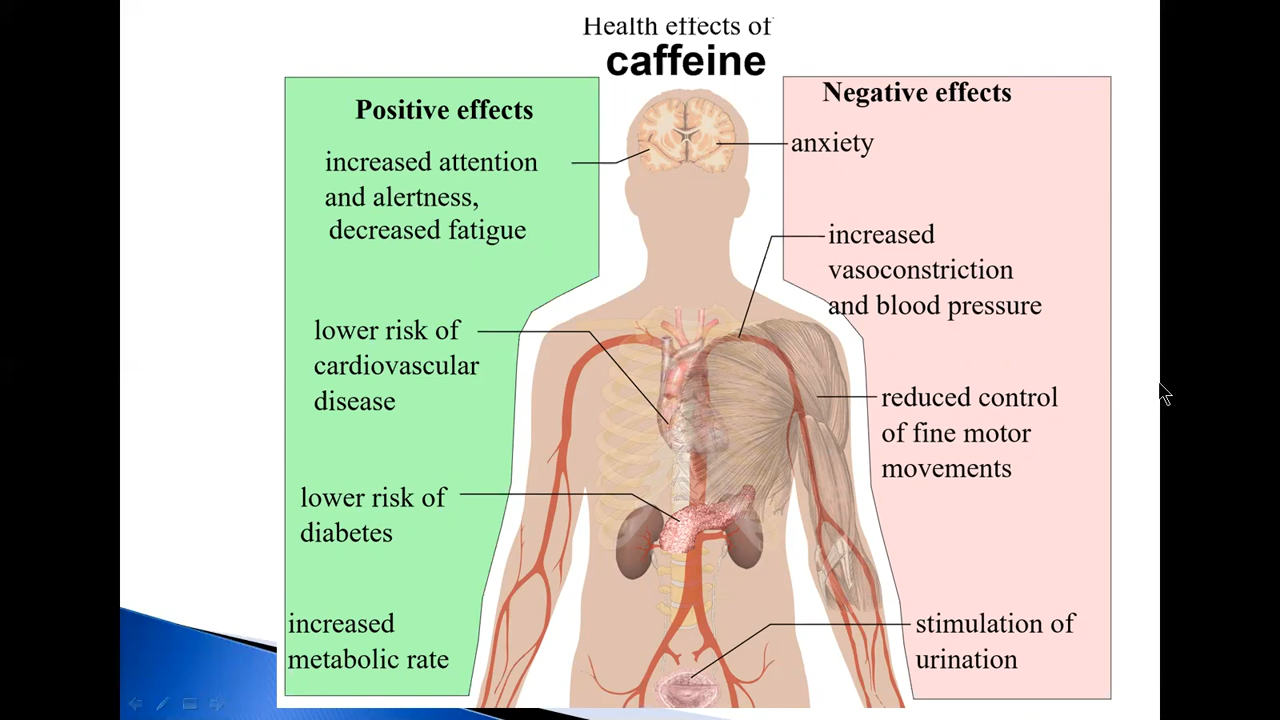 Health effects of
caffeine
Positive effects
increased attention
and alertness,
decreased fatigue
lower risk of
cardiovascular
disease
lower risk of
diabetes
increased
metabolic rate
Negative effects
anxiety
increased
vasoconstriction
and blood pressure
reduced control
of fine motor
movements
stimulation of
urination